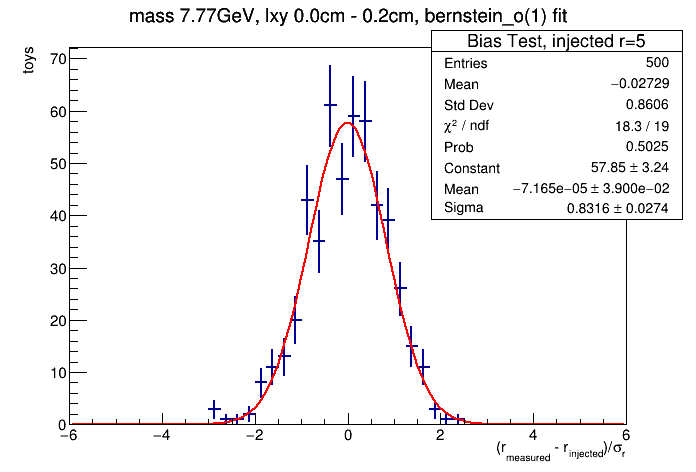 mass 7.77GeV, lxy 0.0cm - 0.2cm, bernstein_o(1) fit
Bias Test, injected r=5
Entries 500
Mean −0.02729
Std Dev 0.8606
χ² / ndf 18.3 / 19
Prob 0.5025
Constant 57.85 ± 3.24
Mean −7.165e−05 ± 3.900e−02
Sigma 0.8316 ± 0.0274
toys
70
60
50
40
30
20
10
0
−6 −4 −2 0 2 4 6
(r_measured - r_injected)/σ_r